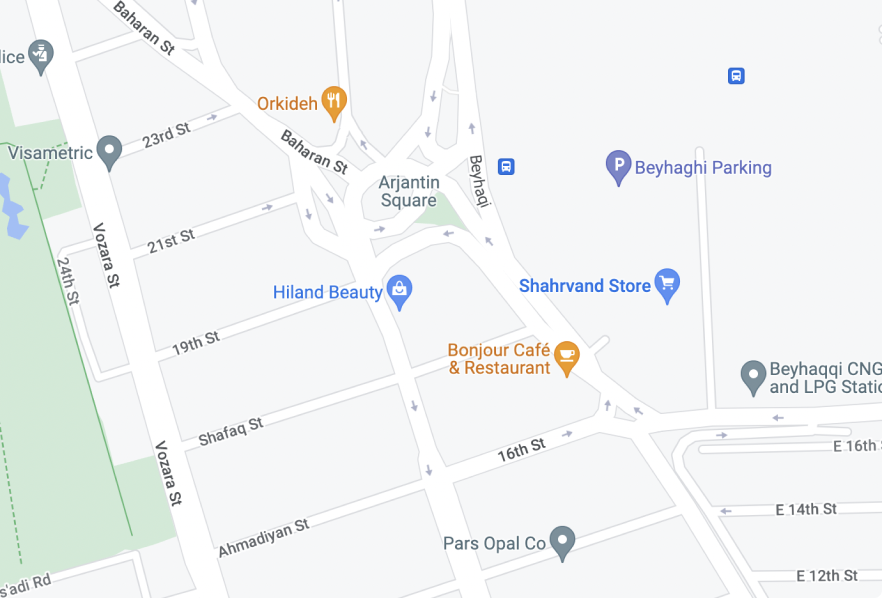 Baharan St
lice
Orkideh
23rd St
Baharan St
Visametric
P
Beyhaghi Parking
Beyhaqi
Arjantin
Square
21st St
Vozara St
24th St
Hiland Beauty
Shahrvand Store
19th St
Bonjour Café
& Restaurant
Beyhaqqi CNG
and LPG Static
Shafaq St
16th St
E 16th S
Vozara St
E 14th St
Ahmadiyan St
Pars Opal Co
E 12th St
s'adi Rd